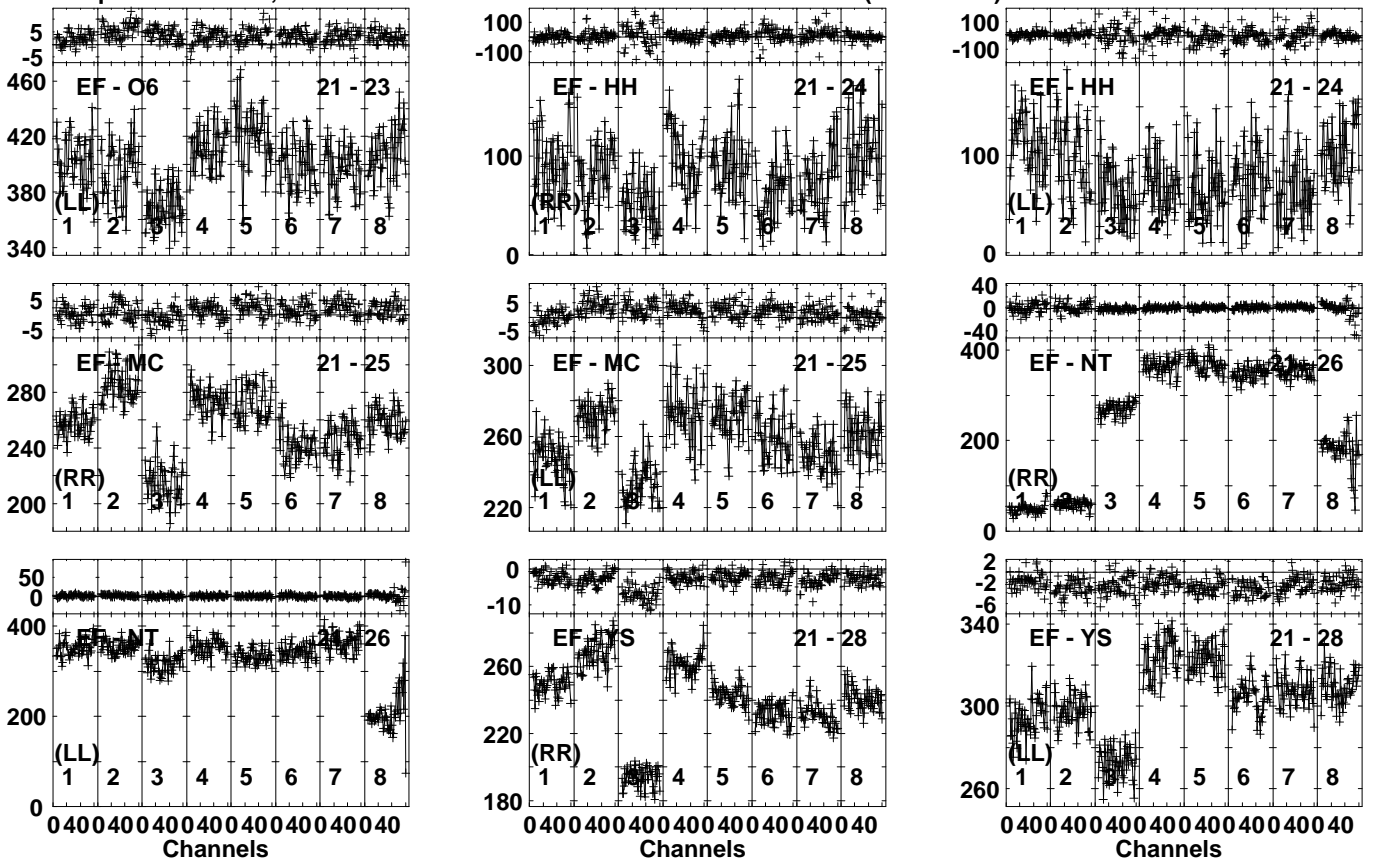 5
-5
460
420
380
340
EF - O6 21 - 23
(LL)
1 2 3 4 5 6 7 8
100
-100
100
0
EF - HH 21 - 24
(RR)
1 2 3 4 5 6 7 8
100
-100
100
0
EF - HH 21 - 24
(LL)
1 2 3 4 5 6 7 8
5
-5
280
240
200
EF - MC 21 - 25
(RR)
1 2 3 4 5 6 7 8
5
-5
300
260
220
EF - MC 21 - 25
(LL)
1 2 3 4 5 6 7 8
40
0
-40
400
200
0
EF - NT 21 - 26
(RR)
1 2 3 4 5 6 7 8
50
0
400
200
0
EF - NT 21 - 26
(LL)
1 2 3 4 5 6 7 8
0 40 0 40 0 40 0 40 0 40 0 40 0 40 0 40
Channels
0
-10
260
220
180
EF - YS 21 - 28
(RR)
1 2 3 4 5 6 7 8
0 40 0 40 0 40 0 40 0 40 0 40 0 40 0 40
Channels
2
-2
-6
340
300
260
EF - YS 21 - 28
(LL)
1 2 3 4 5 6 7 8
0 40 0 40 0 40 0 40 0 40 0 40 0 40 0 40
Channels